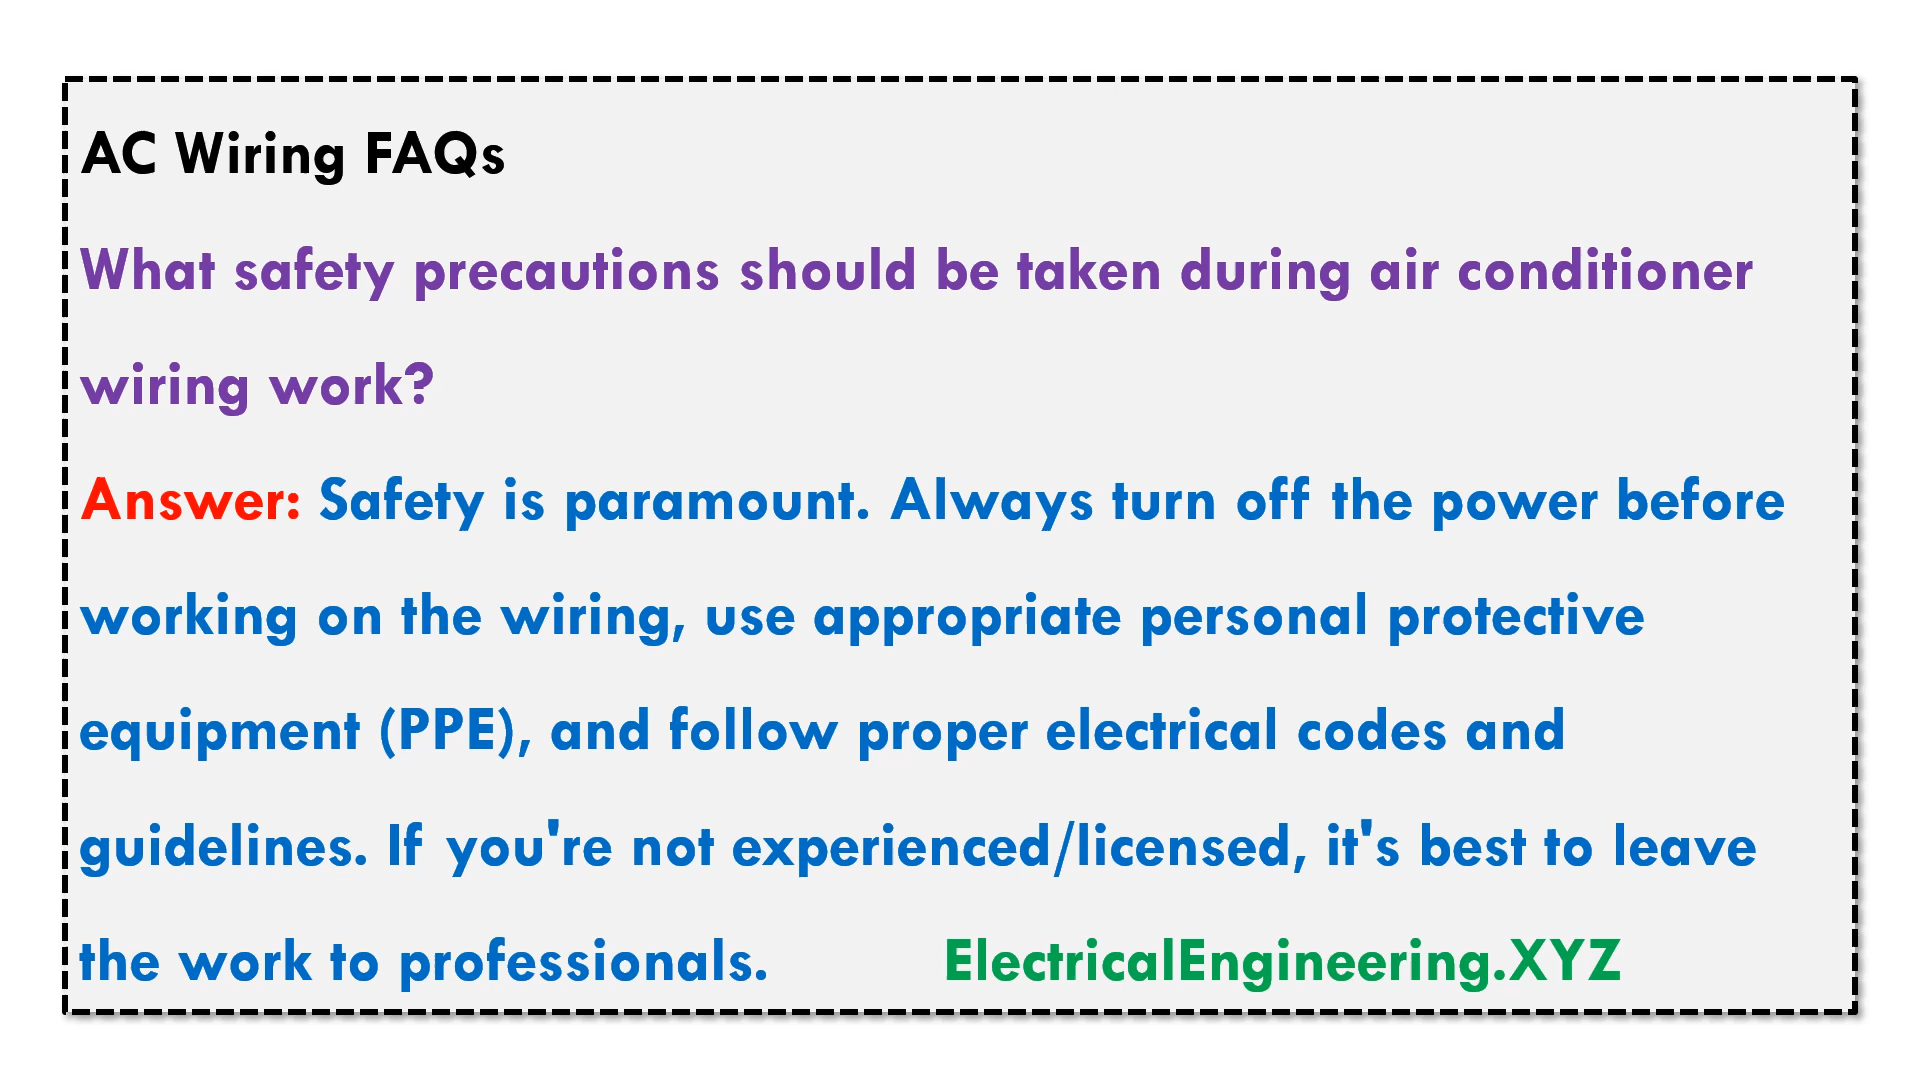 AC Wiring FAQs
What safety precautions should be taken during air conditioner
wiring work?
Answer: Safety is paramount. Always turn off the power before
working on the wiring, use appropriate personal protective
equipment (PPE), and follow proper electrical codes and
guidelines. If you're not experienced/licensed, it's best to leave
the work to professionals. ElectricalEngineering.XYZ